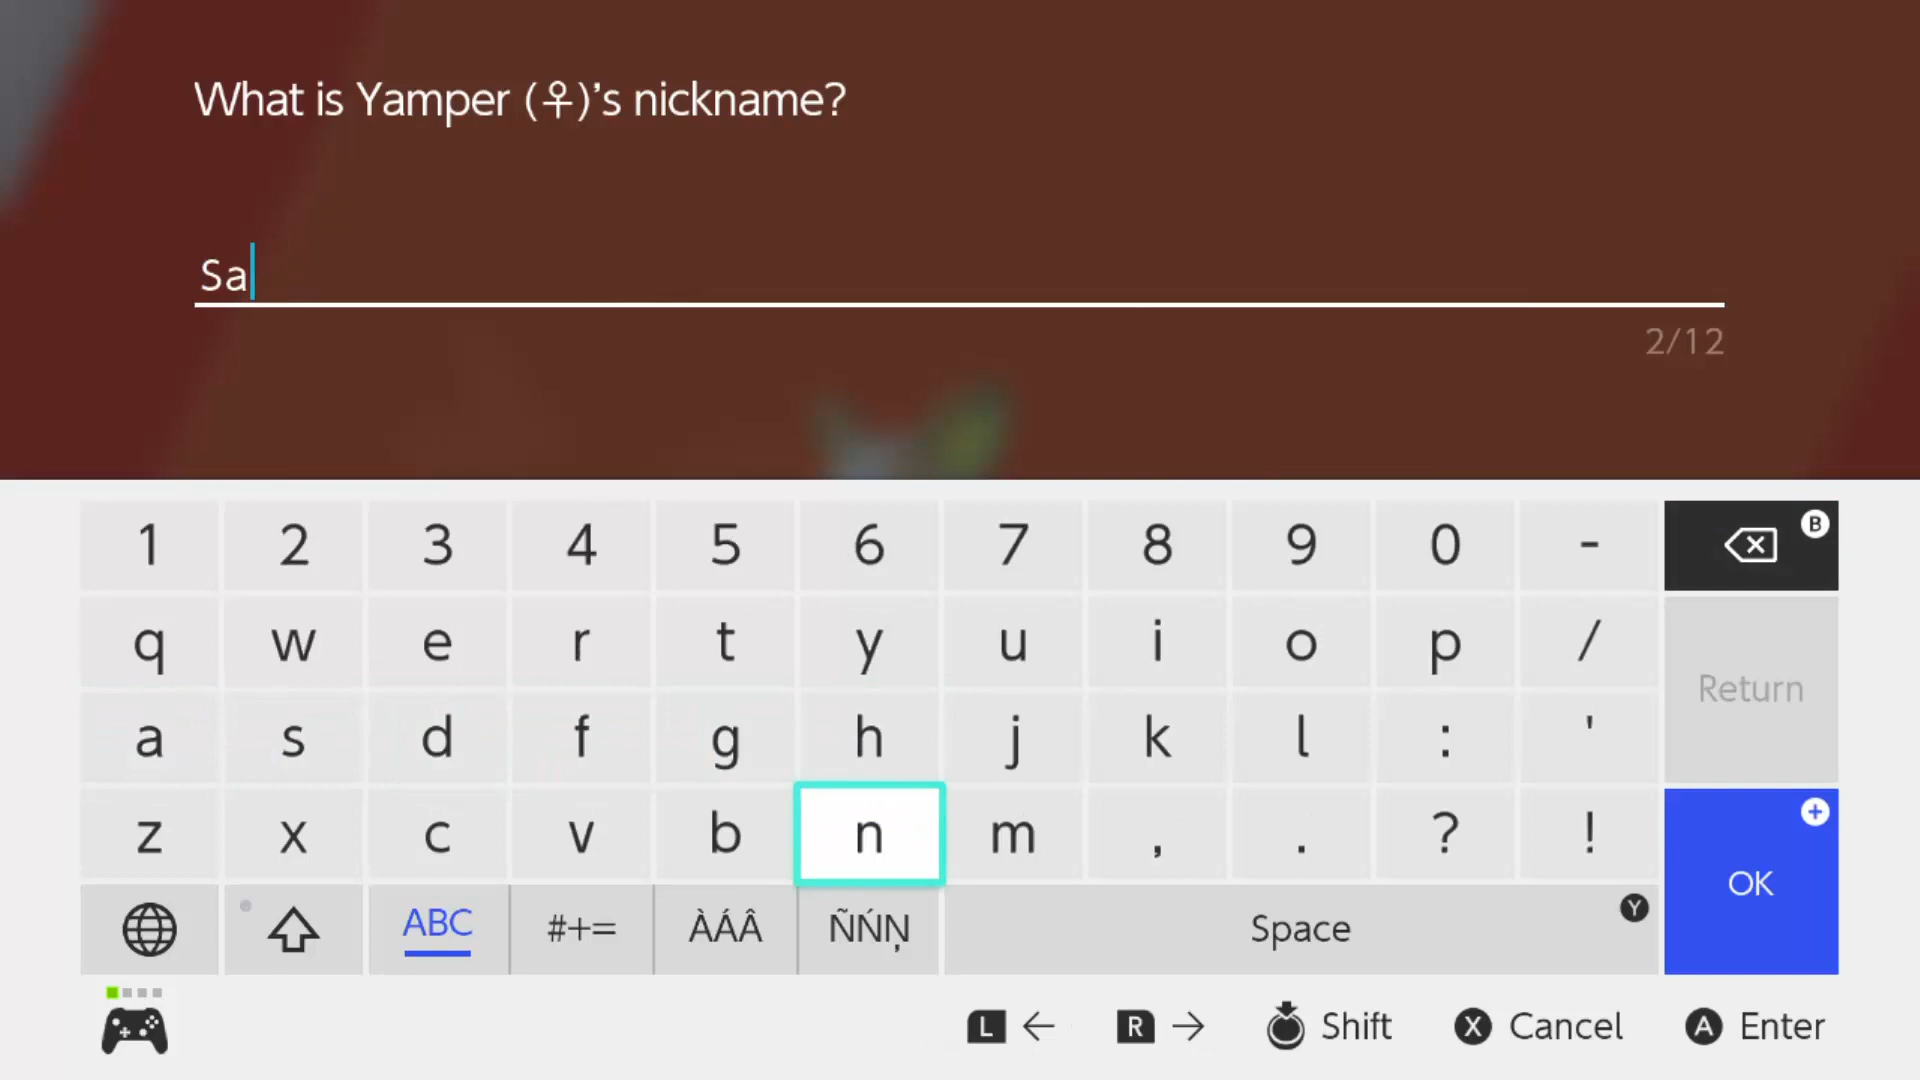 What is Yamper (♀)'s nickname?
Sa
2/12
1 2 3 4 5 6 7 8 9 0 - B
q w e r t y u i o p / Return
a s d f g h j k l : '
z x c v b n m , . ? ! + OK
ABC #+= ÀÁÂ ÑŃŅ Space Y
L ← R → Shift X Cancel A Enter